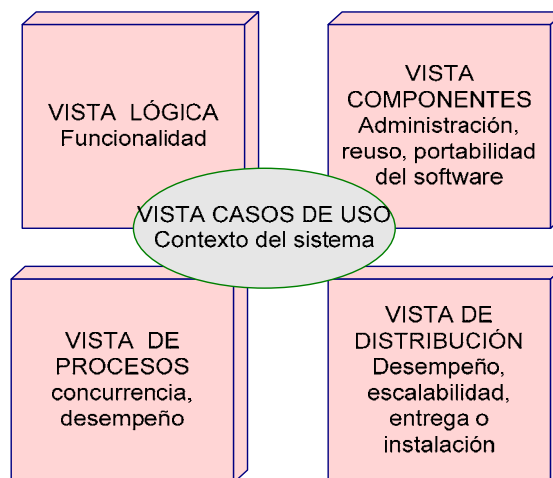 VISTA LÓGICA
Funcionalidad
VISTA
COMPONENTES
Administración,
reuso, portabilidad
del software
VISTA CASOS DE USO
Contexto del sistema
VISTA DE
PROCESOS
concurrencia,
desempeño
VISTA DE
DISTRIBUCIÓN
Desempeño,
escalabilidad,
entrega o
instalación